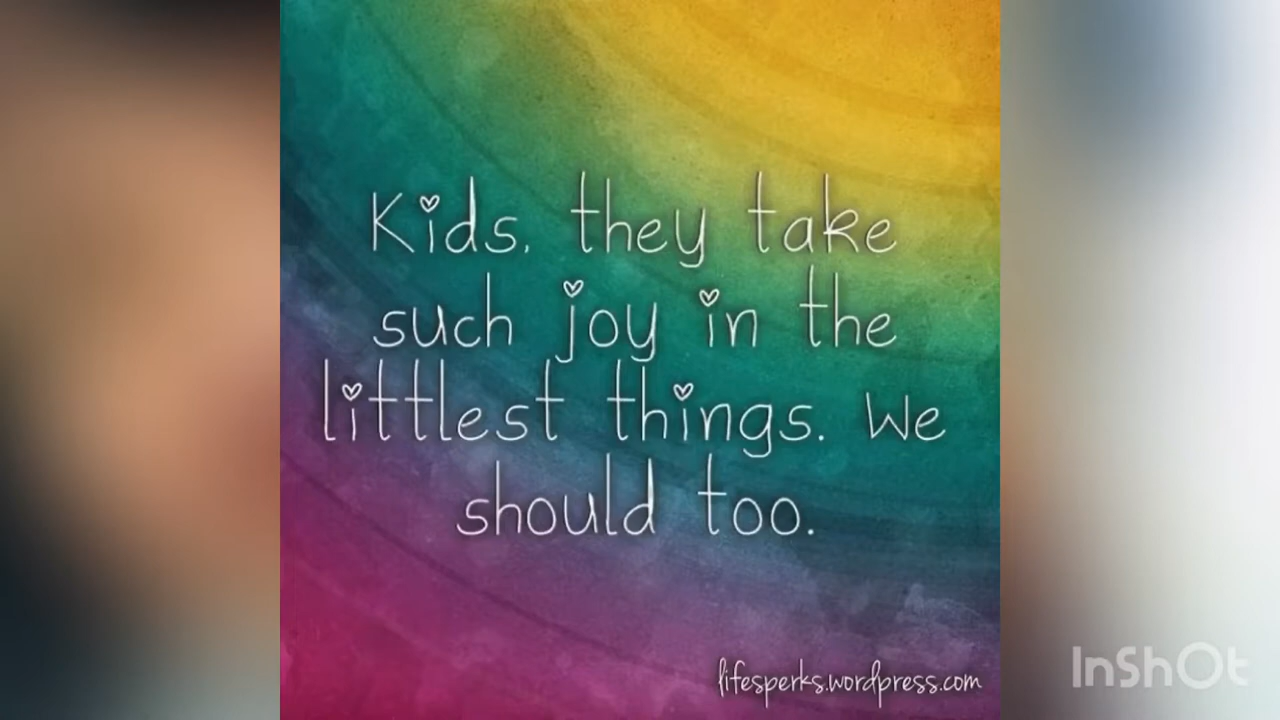 Kids, they take
such joy in the
littlest things. We
should too.
lifesperks.wordpress.com
InShOt